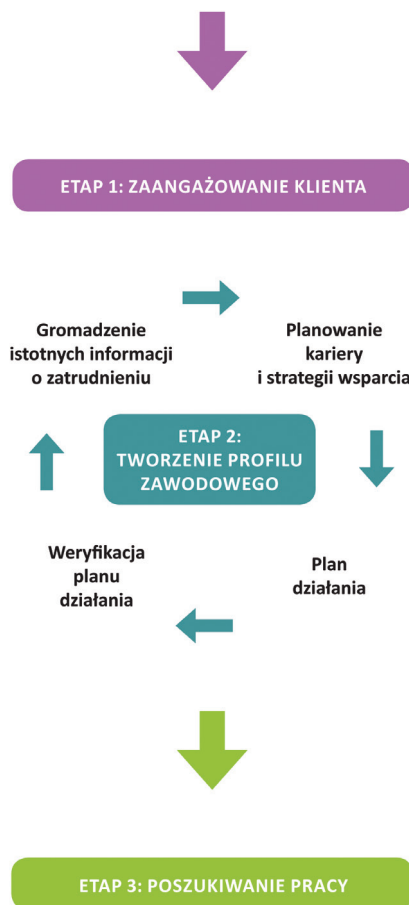 ETAP 1: ZAANGAŻOWANIE KLIENTA
Gromadzenie
istotnych informacji
o zatrudnieniu
Planowanie
kariery
i strategii wsparcia
ETAP 2:
TWORZENIE PROFILU
ZAWODOWEGO
Weryfikacja
planu
działania
Plan
działania
ETAP 3: POSZUKIWANIE PRACY